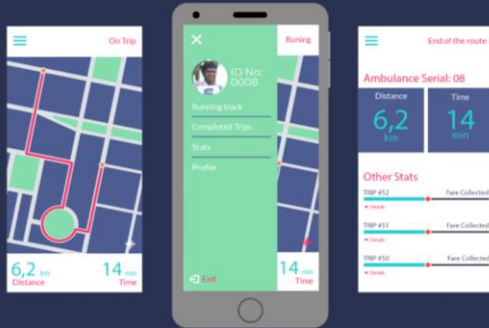 On Trip
6,2 km
Distance
14 min
Time
Runing
ID No:
0008
Running track
Completed Trips
Stats
Profile
Exit
14 min
Time
End of the route
Ambulance Serial: 08
Distance
6,2
km
Time
14
min
Other Stats
TRIP #52
Fare Collected
Details
TRIP #51
Fare Collected
Details
TRIP #50
Fare Collected
Details